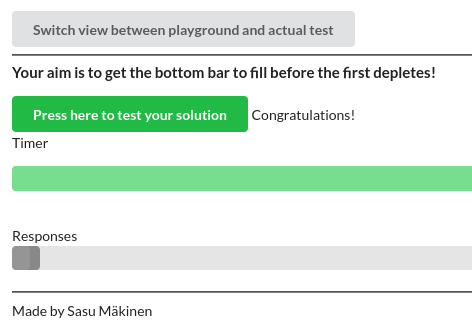 Switch view between playground and actual test
Your aim is to get the bottom bar to fill before the first depletes!
Press here to test your solution Congratulations!
Timer
Responses
Made by Sasu Mäkinen